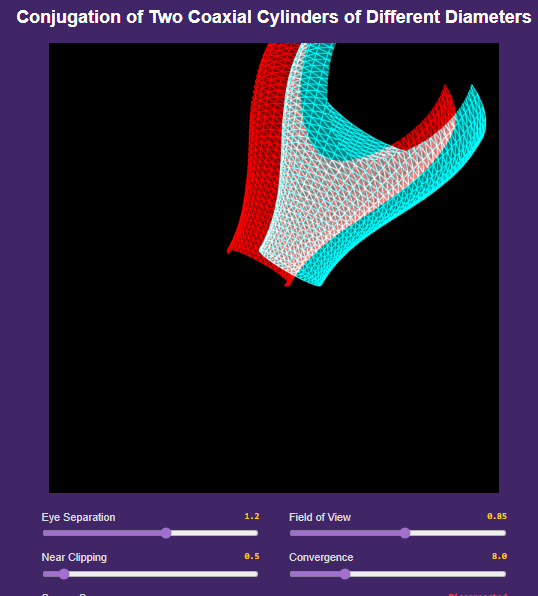 Conjugation of Two Coaxial Cylinders of Different Diameters
Eye Separation 1.2
Field of View 0.85
Near Clipping 0.5
Convergence 8.0